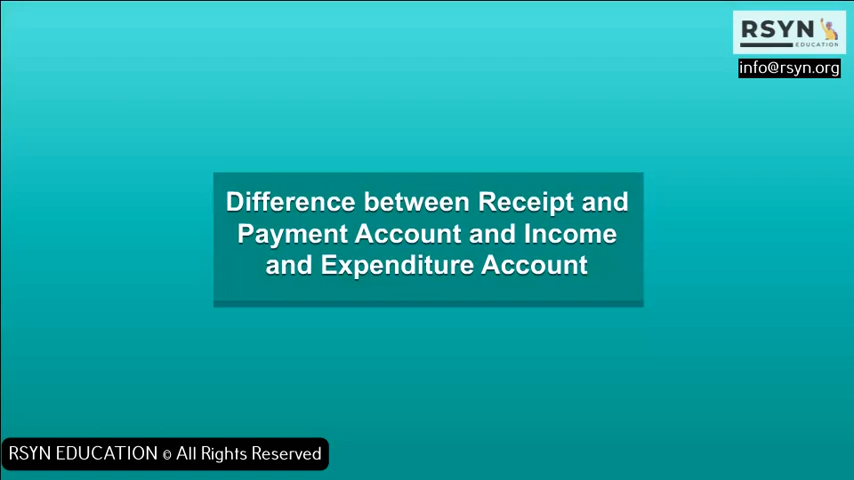 RSYN
EDUCATION
info@rsyn.org
Difference between Receipt and
Payment Account and Income
and Expenditure Account
RSYN EDUCATION © All Rights Reserved